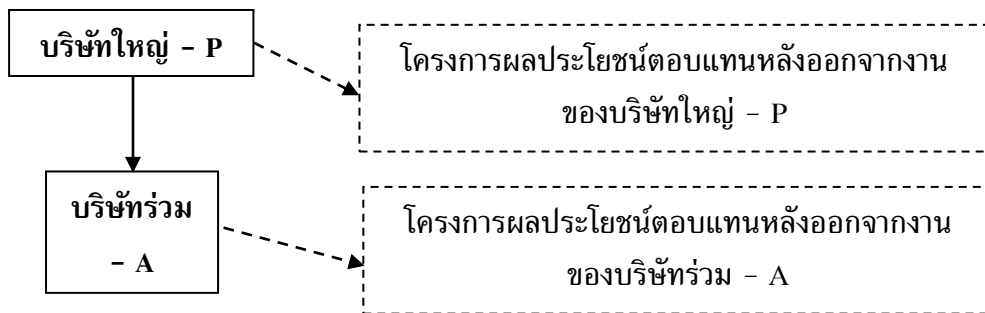 บริษัทใหญ่ – P
โครงการผลประโยชน์ตอบแทนหลังออกจากงาน
ของบริษัทใหญ่ – P
บริษัทร่วม
– A
โครงการผลประโยชน์ตอบแทนหลังออกจากงาน
ของบริษัทร่วม – A